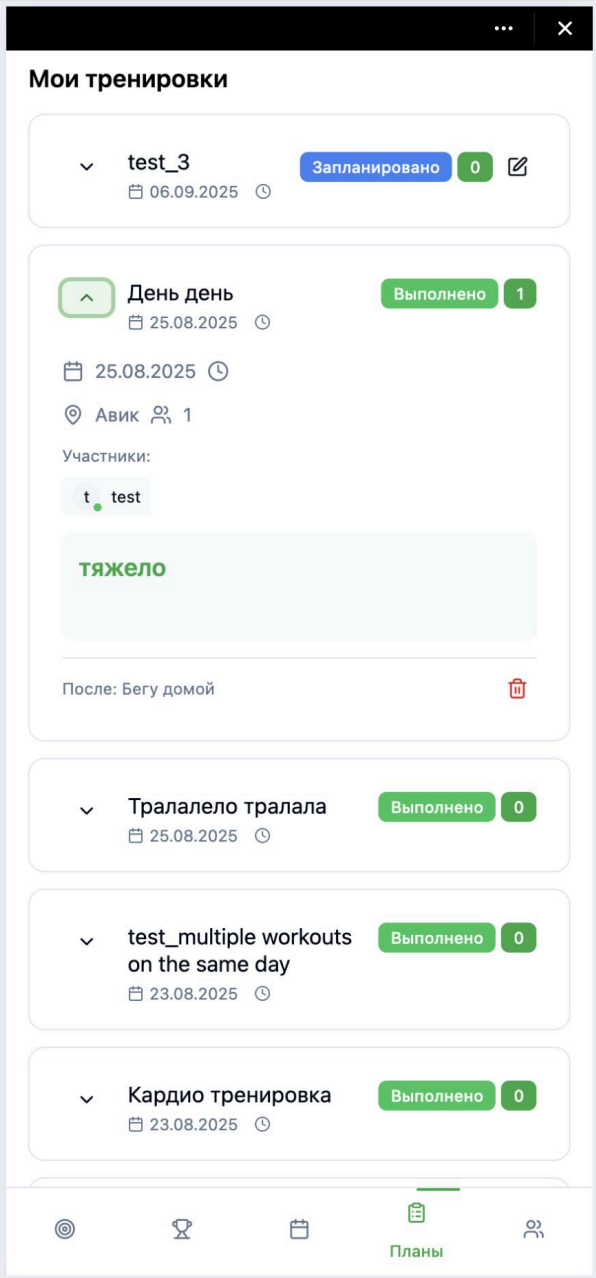 Мои тренировки
test_3
Запланировано 0
06.09.2025
День день
Выполнено 1
25.08.2025
25.08.2025
Авик 1
Участники:
t test
тяжело
После: Бегу домой
Тралалело тралала
Выполнено 0
25.08.2025
test_multiple workouts
on the same day
Выполнено 0
23.08.2025
Кардио тренировка
Выполнено 0
23.08.2025
Планы